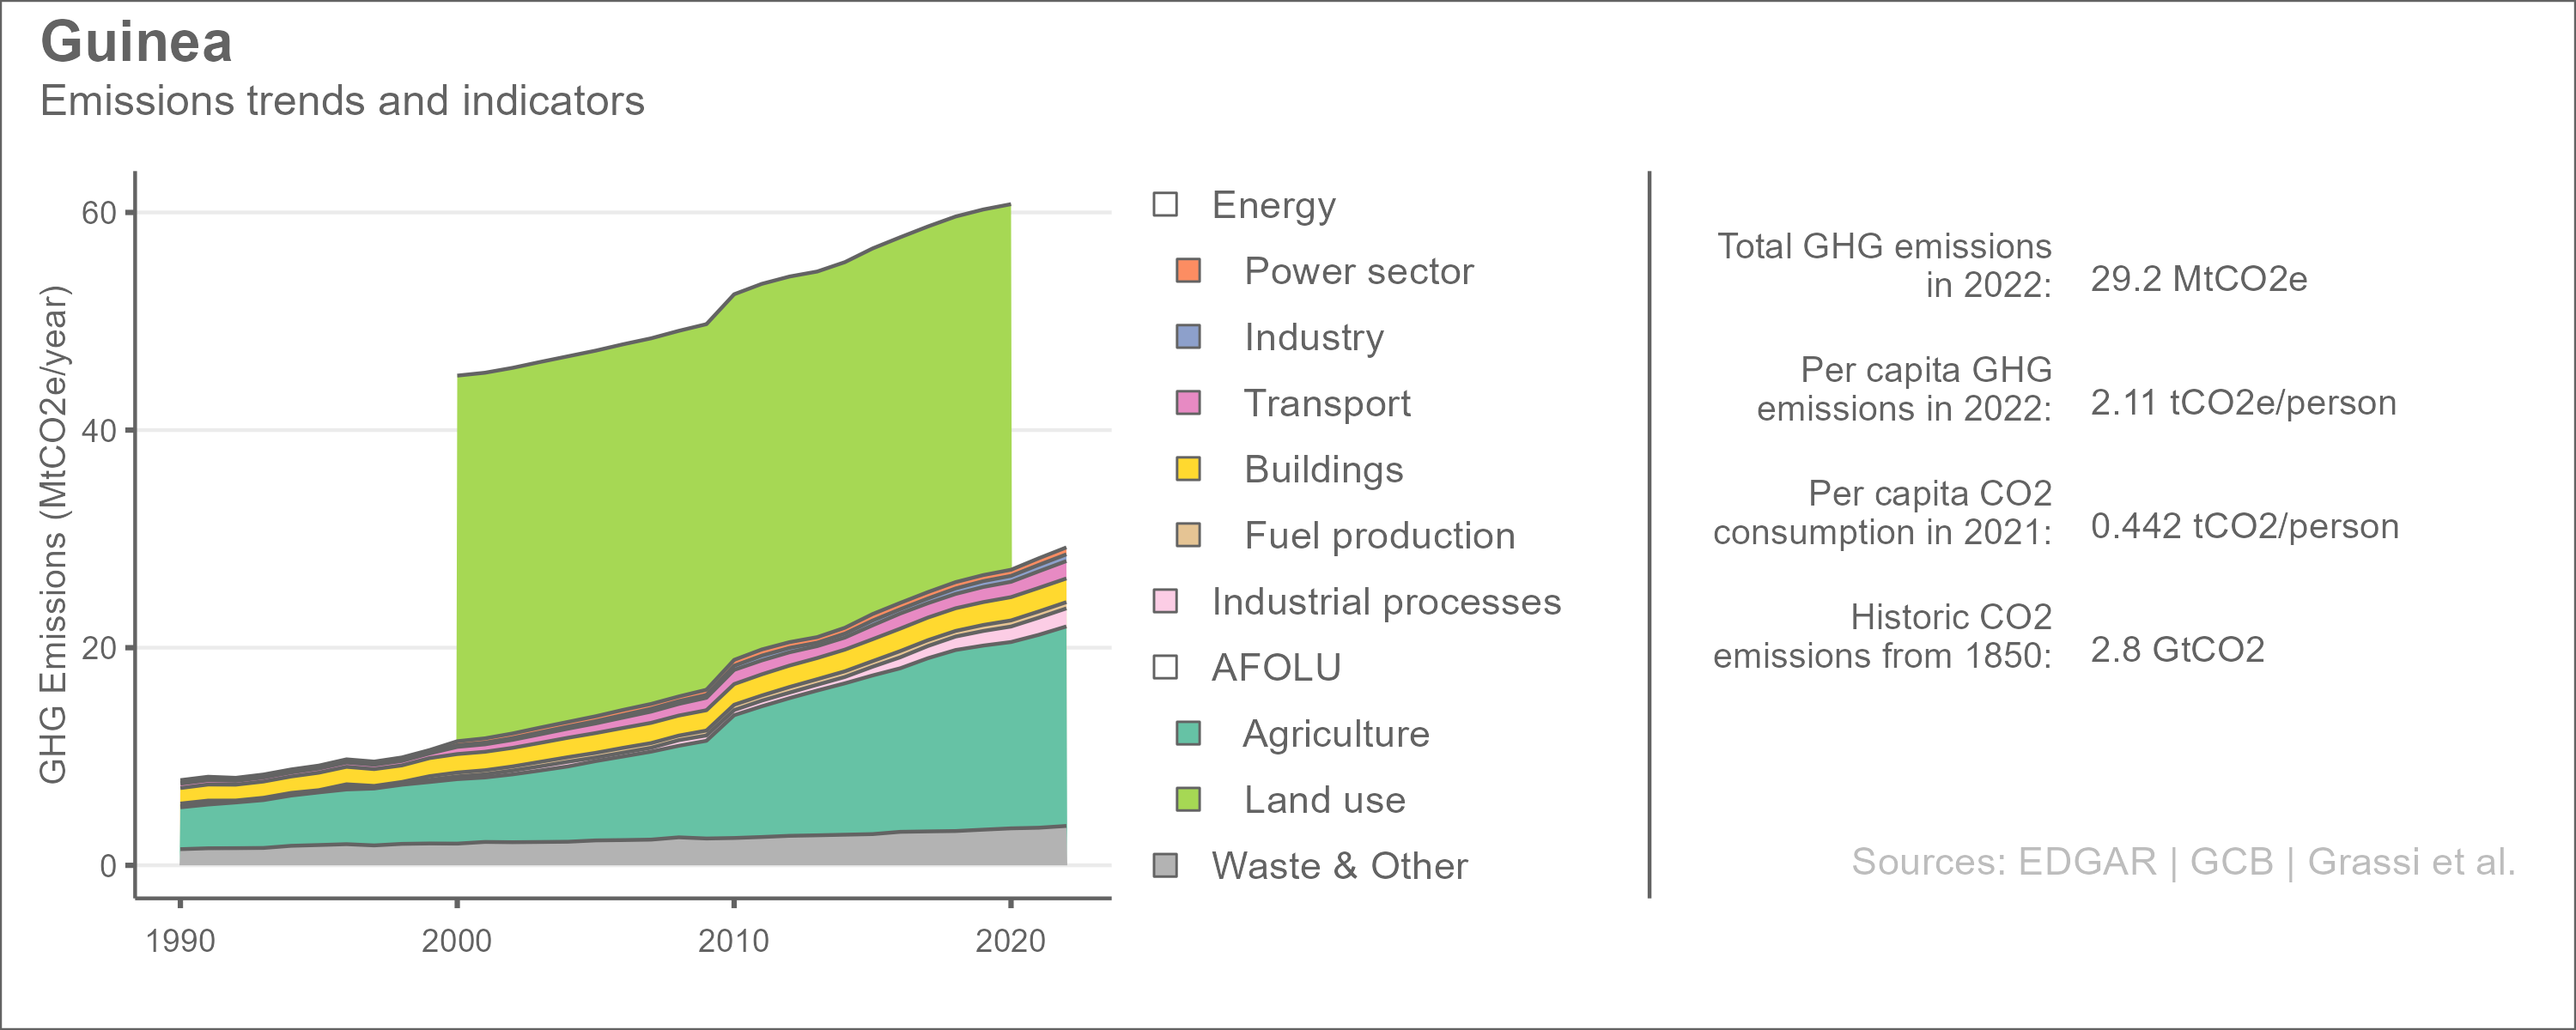 Guinea
Emissions trends and indicators
GHG Emissions (MtCO2e/year)
60
40
20
0
1990
2000
2010
2020
Energy
Power sector
Industry
Transport
Buildings
Fuel production
Industrial processes
AFOLU
Agriculture
Land use
Waste & Other
Total GHG emissions
in 2022:
29.2 MtCO2e
Per capita GHG
emissions in 2022:
2.11 tCO2e/person
Per capita CO2
consumption in 2021:
0.442 tCO2/person
Historic CO2
emissions from 1850:
2.8 GtCO2
Sources: EDGAR | GCB | Grassi et al.